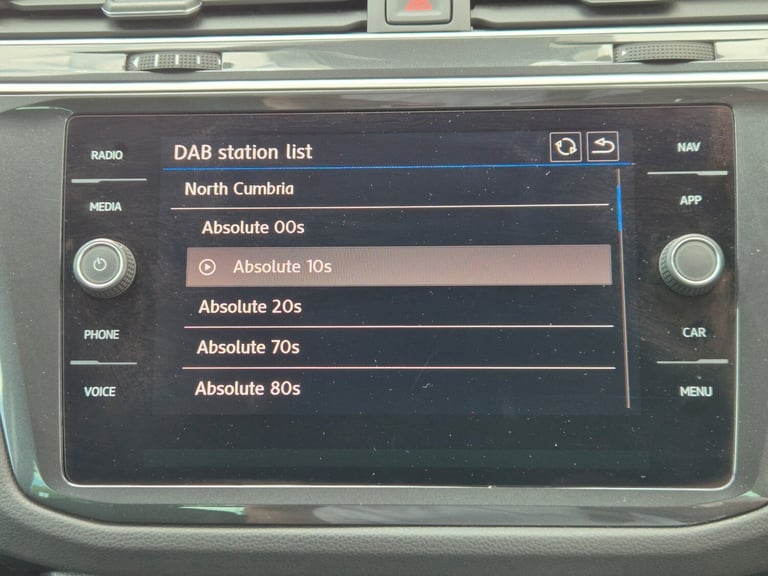 RADIO
MEDIA
PHONE
VOICE
DAB station list
North Cumbria
Absolute 00s
Absolute 10s
Absolute 20s
Absolute 70s
Absolute 80s
NAV
APP
CAR
MENU